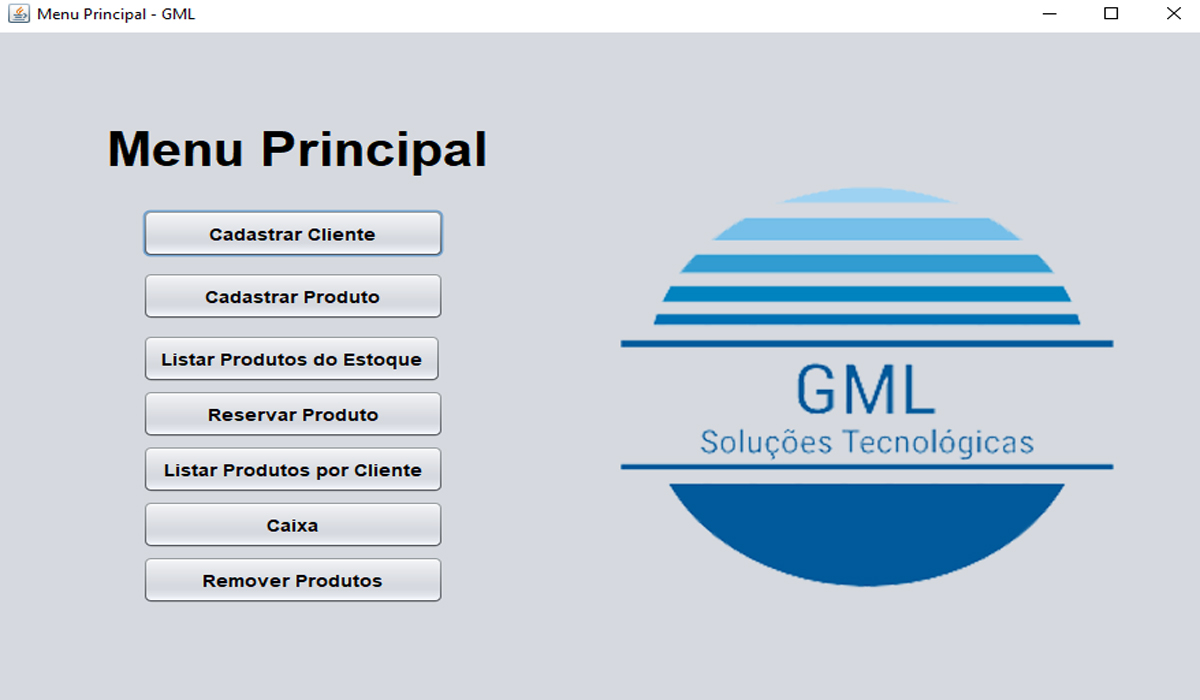 Menu Principal - GML
Menu Principal
Cadastrar Cliente
Cadastrar Produto
Listar Produtos do Estoque
Reservar Produto
Listar Produtos por Cliente
Caixa
Remover Produtos
GML
Soluções Tecnológicas